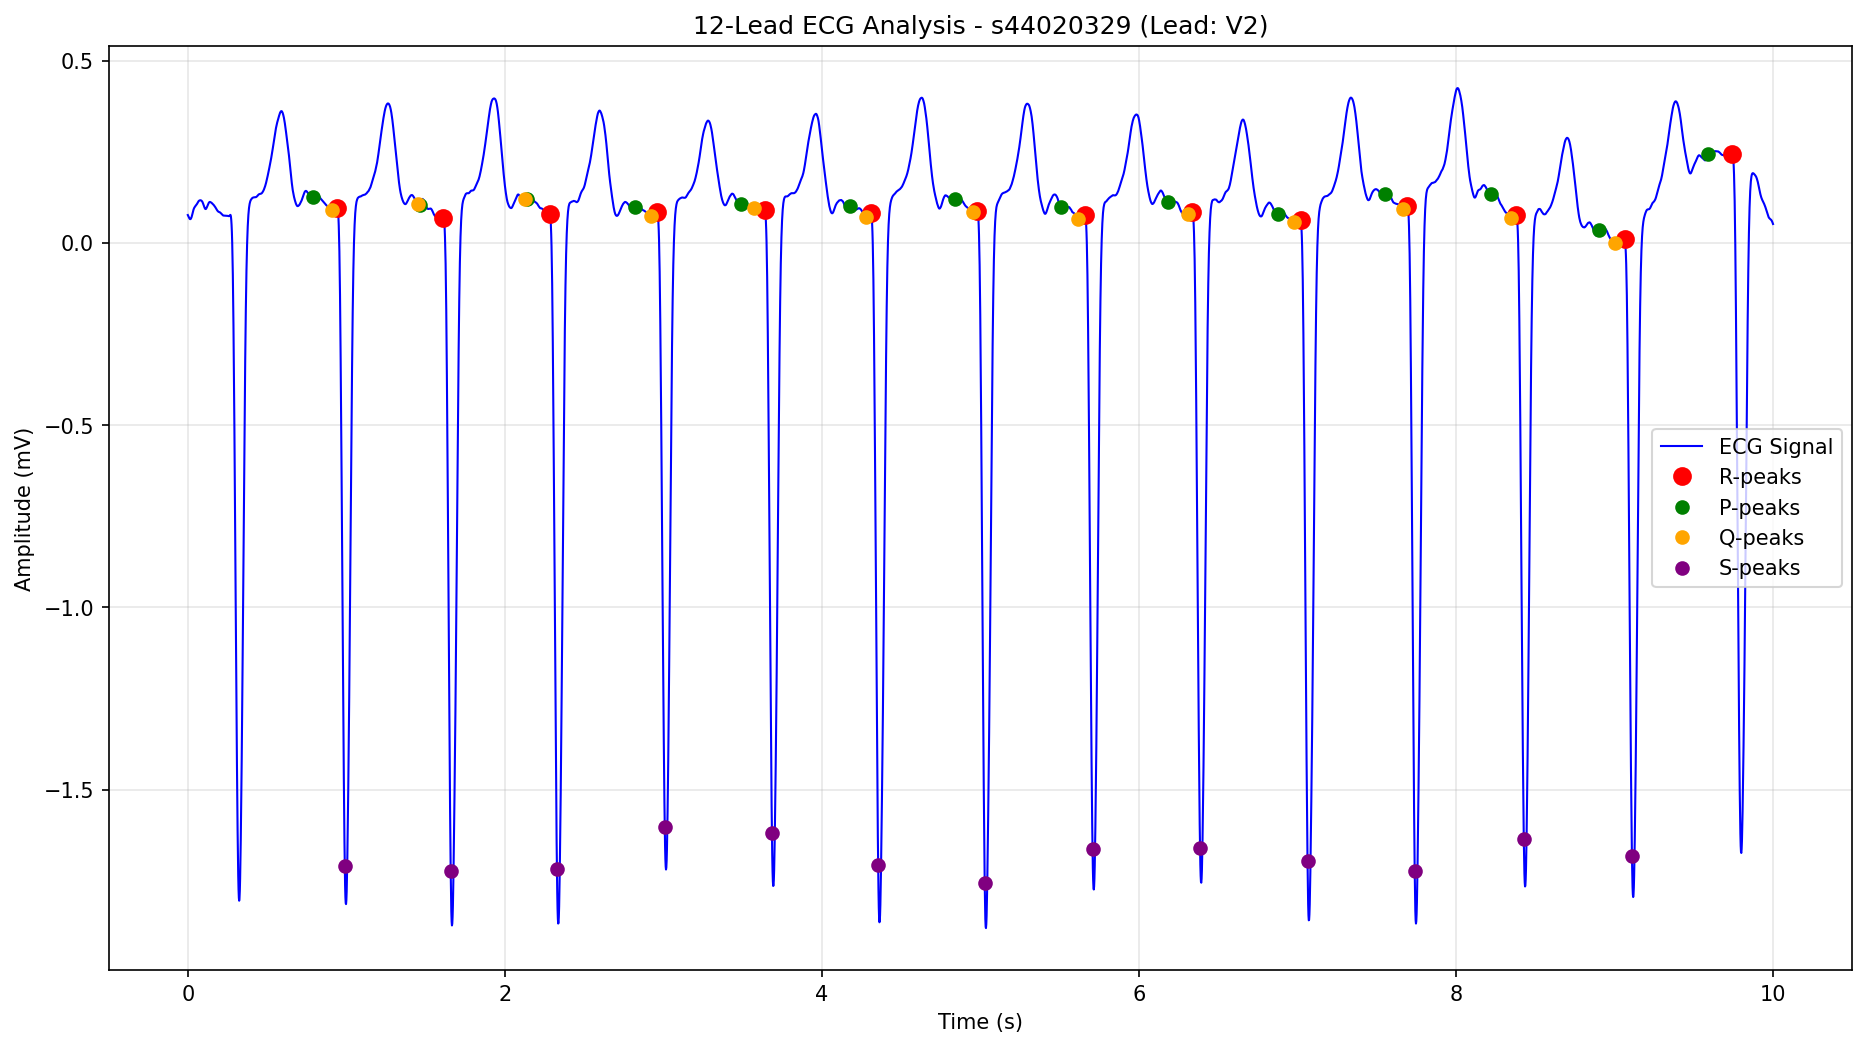 12-Lead ECG Analysis - s44020329 (Lead: V2)
Amplitude (mV)
0.5
0.0
−0.5
−1.0
−1.5
ECG Signal
R-peaks
P-peaks
Q-peaks
S-peaks
0 2 4 6 8 10
Time (s)